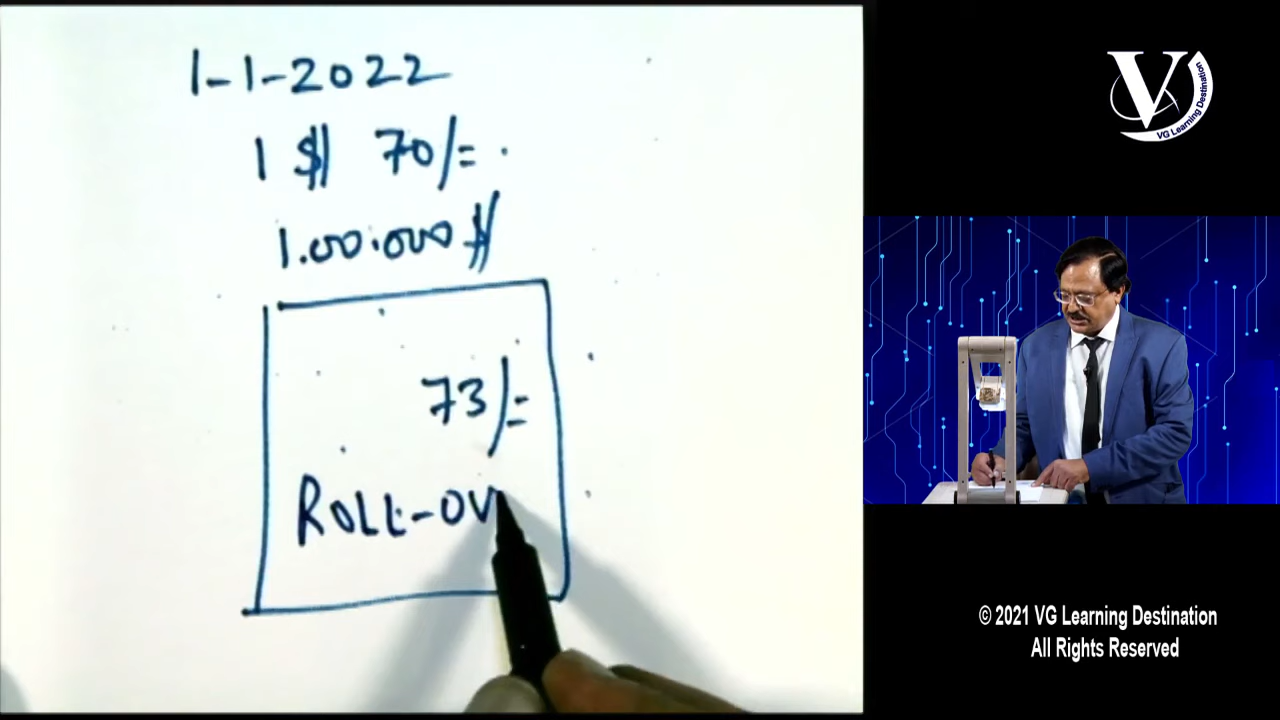 1-1-2022
1 $ 70/= .
1.00.000 $
73/=
ROLL-OV
V
VG Learning Destination
© 2021 VG Learning Destination
All Rights Reserved